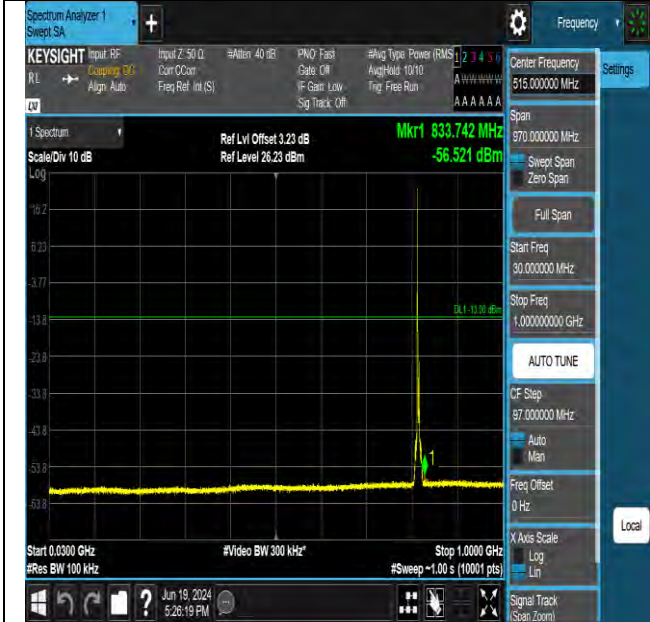 Spectrum Analyzer 1
Swept SA
+
Frequency
KEYSIGHT
RL
LXI
Input: RF
Coupling: DC
Align: Auto
Input Z: 50 Ω
Corr CCorr
Freq Ref: Int (S)
#Atten: 40 dB
PNO: Fast
Gate: Off
IF Gain: Low
Sig Track: Off
#Avg Type: Power (RMS
Avg|Hold: 10/10
Trig: Free Run
1 2 3 4 5 6
A W W W W W
A A A A A A
1 Spectrum
Scale/Div 10 dB
Log
Ref Lvl Offset 3.23 dB
Ref Level 26.23 dBm
Mkr1 833.742 MHz
-56.521 dBm
16.2
6.23
-3.77
DL1 -13.00 dBm
-13.8
-23.8
-33.8
-43.8
-53.8
-63.8
1
Start 0.0300 GHz
#Res BW 100 kHz
#Video BW 300 kHz*
Stop 1.0000 GHz
#Sweep ~1.00 s (10001 pts)
Center Frequency
515.000000 MHz
Settings
Span
970.000000 MHz
Swept Span
Zero Span
Full Span
Start Freq
30.000000 MHz
Stop Freq
1.000000000 GHz
AUTO TUNE
CF Step
97.000000 MHz
Auto
Man
Freq Offset
0 Hz
X Axis Scale
Log
Lin
Local
Signal Track
(Span Zoom)
?
Jun 19, 2024
5:26:19 PM